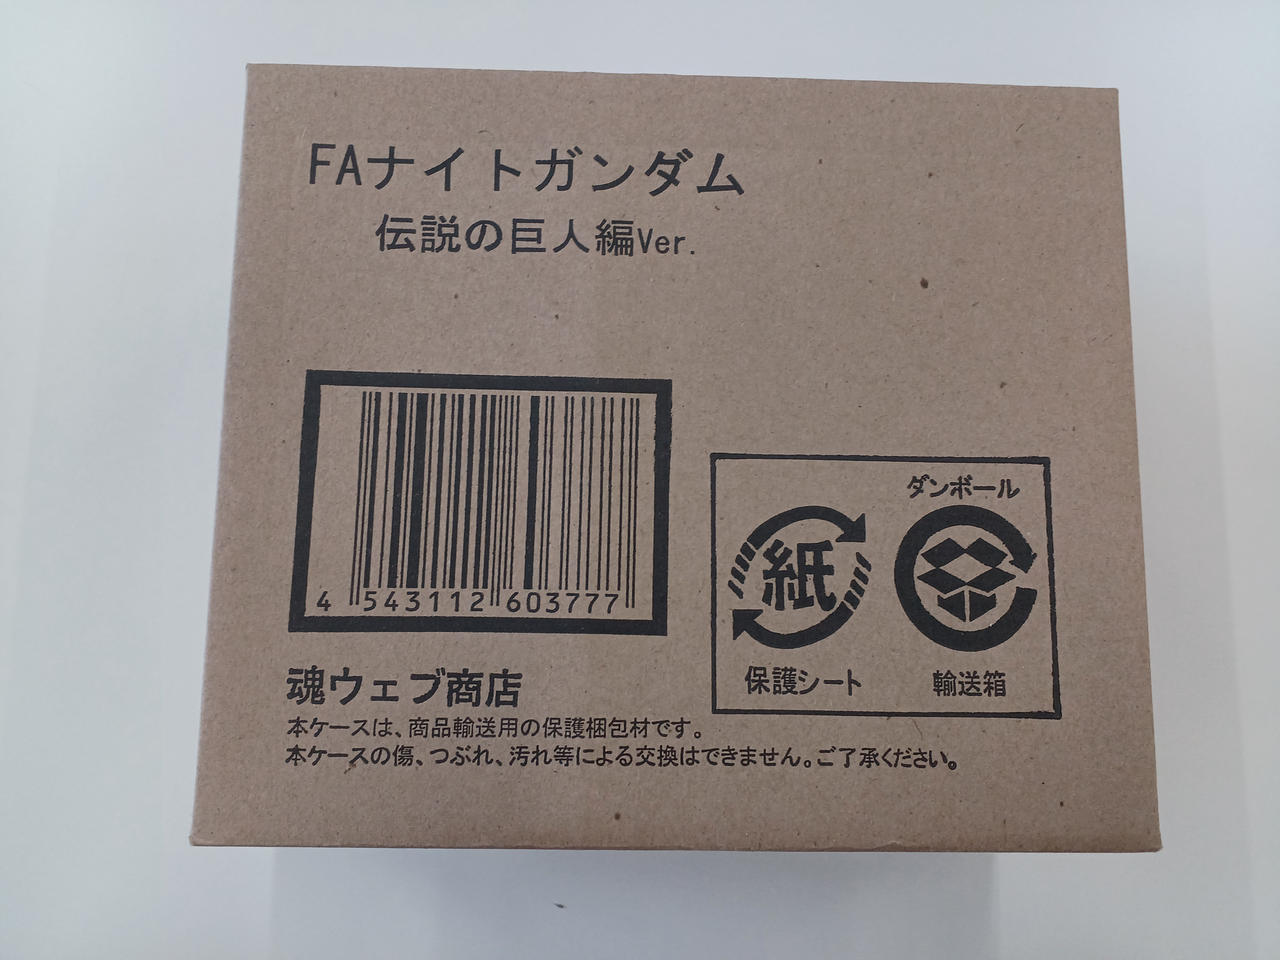 FAナイトガンダム
伝説の巨人編Ver.
4 543112 603777
ダンボール
紙
保護シート
輸送箱
魂ウェブ商店
本ケースは、商品輸送用の保護梱包材です。
本ケースの傷、つぶれ、汚れ等による交換はできません。ご了承ください。